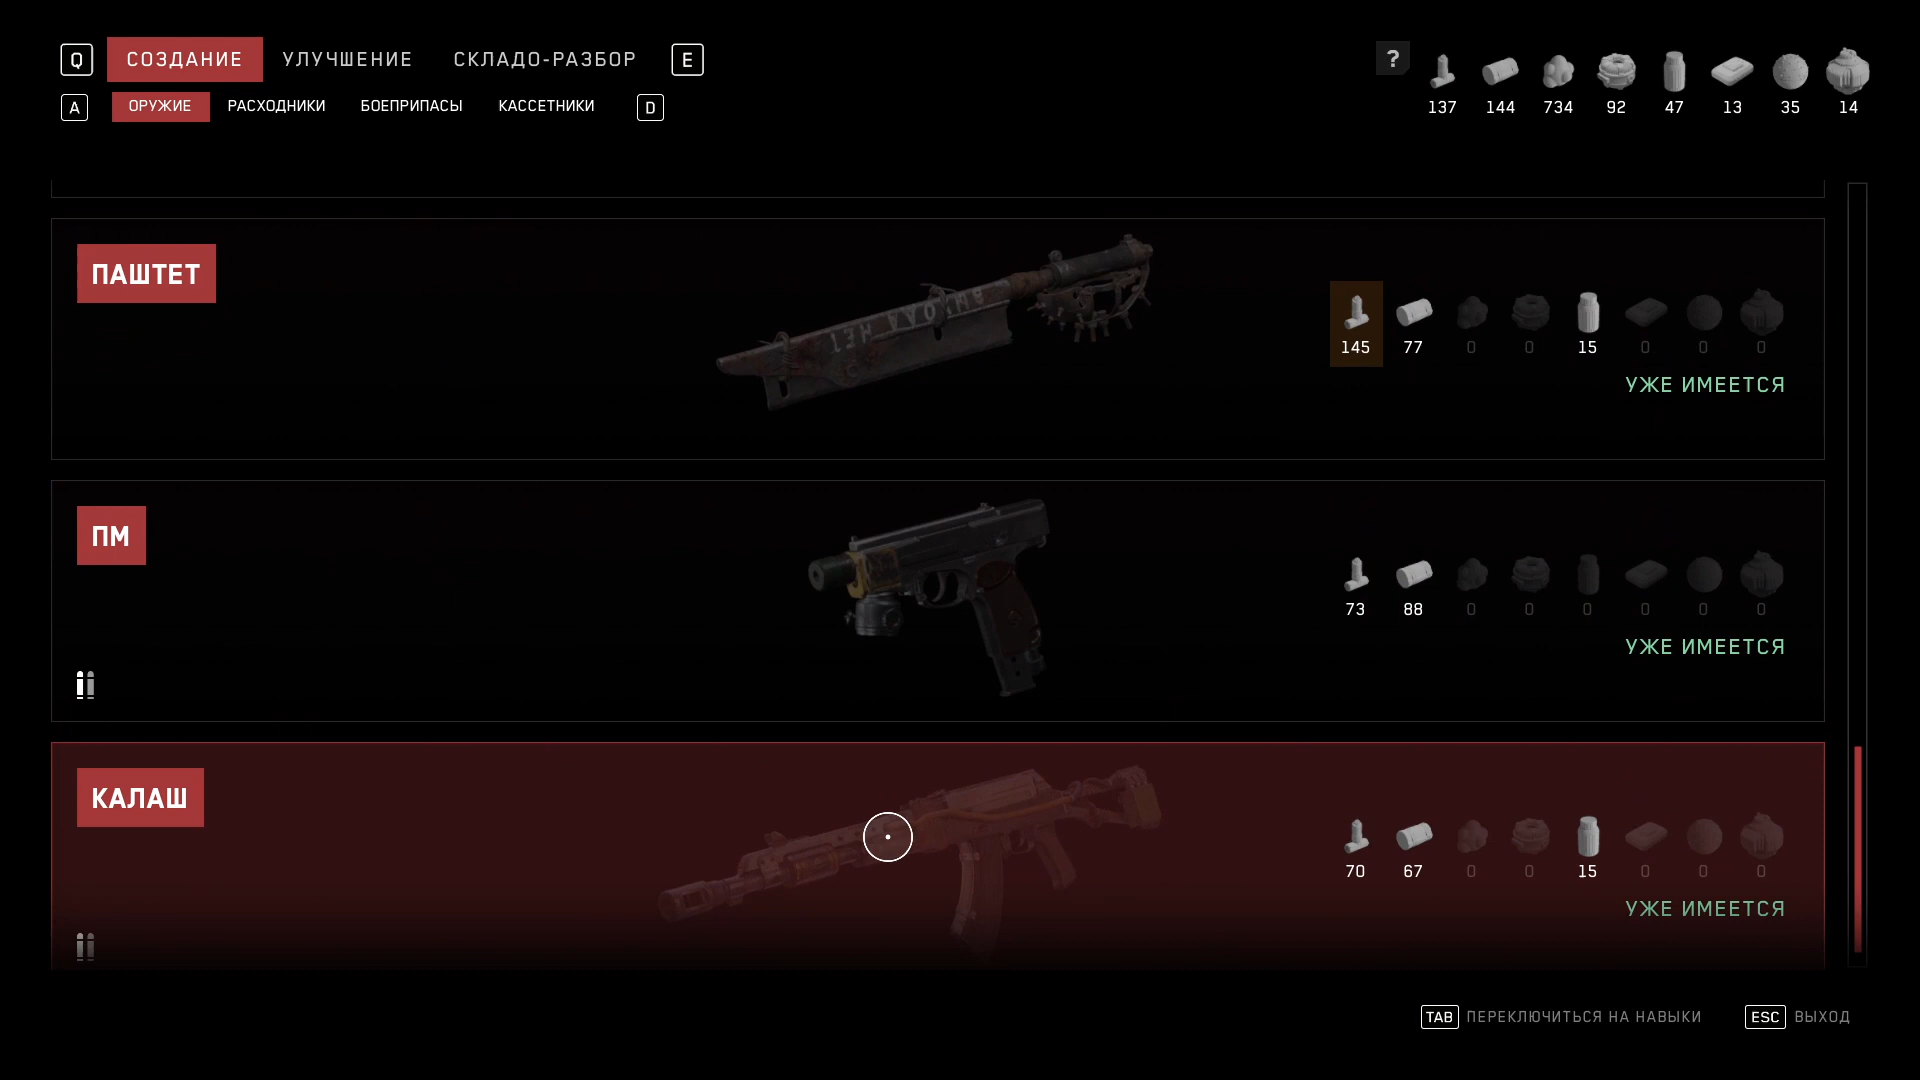 Q СОЗДАНИЕ УЛУЧШЕНИЕ СКЛАДО-РАЗБОР E
A ОРУЖИЕ РАСХОДНИКИ БОЕПРИПАСЫ КАССЕТНИКИ D
?
137 144 734 92 47 13 35 14
ПАШТЕТ
ВЫХОДА НЕТ
145 77 0 0 15 0 0 0
УЖЕ ИМЕЕТСЯ
ПМ
73 88 0 0 0 0 0 0
УЖЕ ИМЕЕТСЯ
КАЛАШ
70 67 0 0 15 0 0 0
УЖЕ ИМЕЕТСЯ
TAB ПЕРЕКЛЮЧИТЬСЯ НА НАВЫКИ ESC ВЫХОД